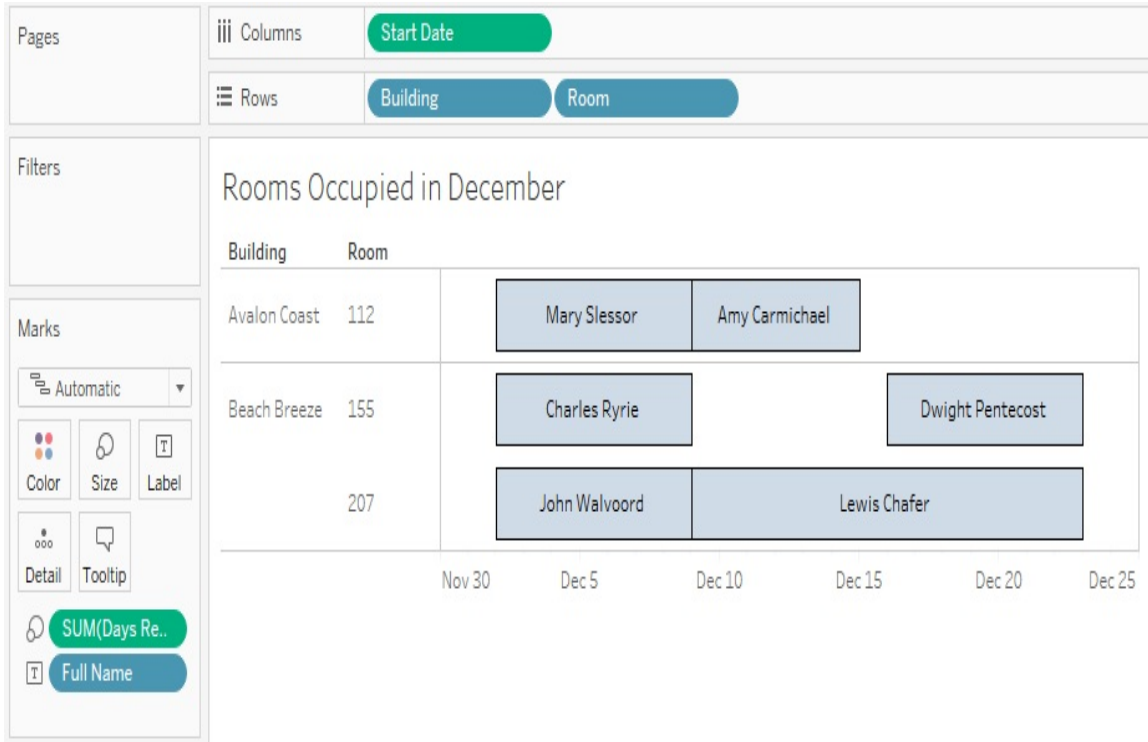 Pages
Columns
Start Date
Rows
Building
Room
Filters
Rooms Occupied in December
Building Room
Marks
Automatic
Color Size Label
Detail Tooltip
SUM(Days Re..
Full Name
Avalon Coast 112 Mary Slessor Amy Carmichael
Beach Breeze 155 Charles Ryrie Dwight Pentecost
207 John Walvoord Lewis Chafer
Nov 30 Dec 5 Dec 10 Dec 15 Dec 20 Dec 25